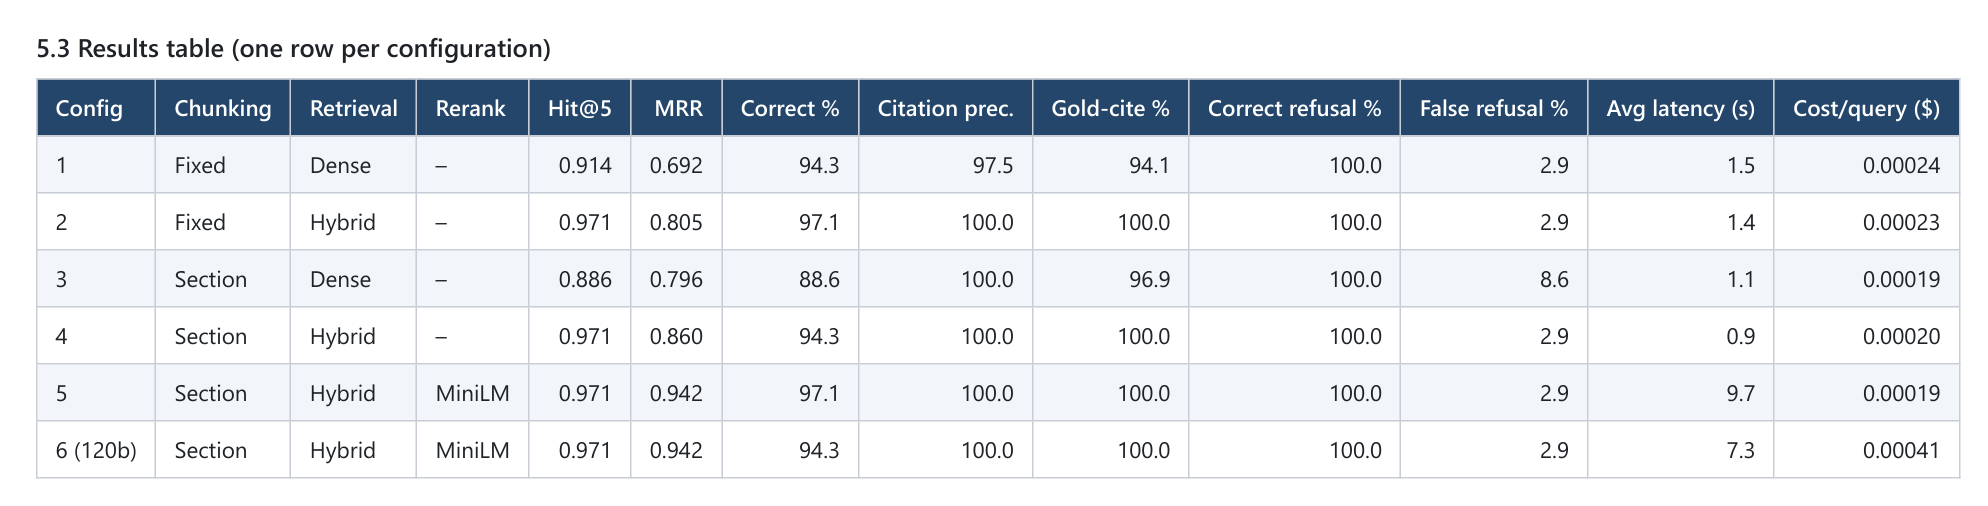 5.3 Results table (one row per configuration)
Config Chunking Retrieval Rerank Hit@5 MRR Correct % Citation prec. Gold-cite % Correct refusal % False refusal % Avg latency (s) Cost/query ($)
1 Fixed Dense – 0.914 0.692 94.3 97.5 94.1 100.0 2.9 1.5 0.00024
2 Fixed Hybrid – 0.971 0.805 97.1 100.0 100.0 100.0 2.9 1.4 0.00023
3 Section Dense – 0.886 0.796 88.6 100.0 96.9 100.0 8.6 1.1 0.00019
4 Section Hybrid – 0.971 0.860 94.3 100.0 100.0 100.0 2.9 0.9 0.00020
5 Section Hybrid MiniLM 0.971 0.942 97.1 100.0 100.0 100.0 2.9 9.7 0.00019
6 (120b) Section Hybrid MiniLM 0.971 0.942 94.3 100.0 100.0 100.0 2.9 7.3 0.00041